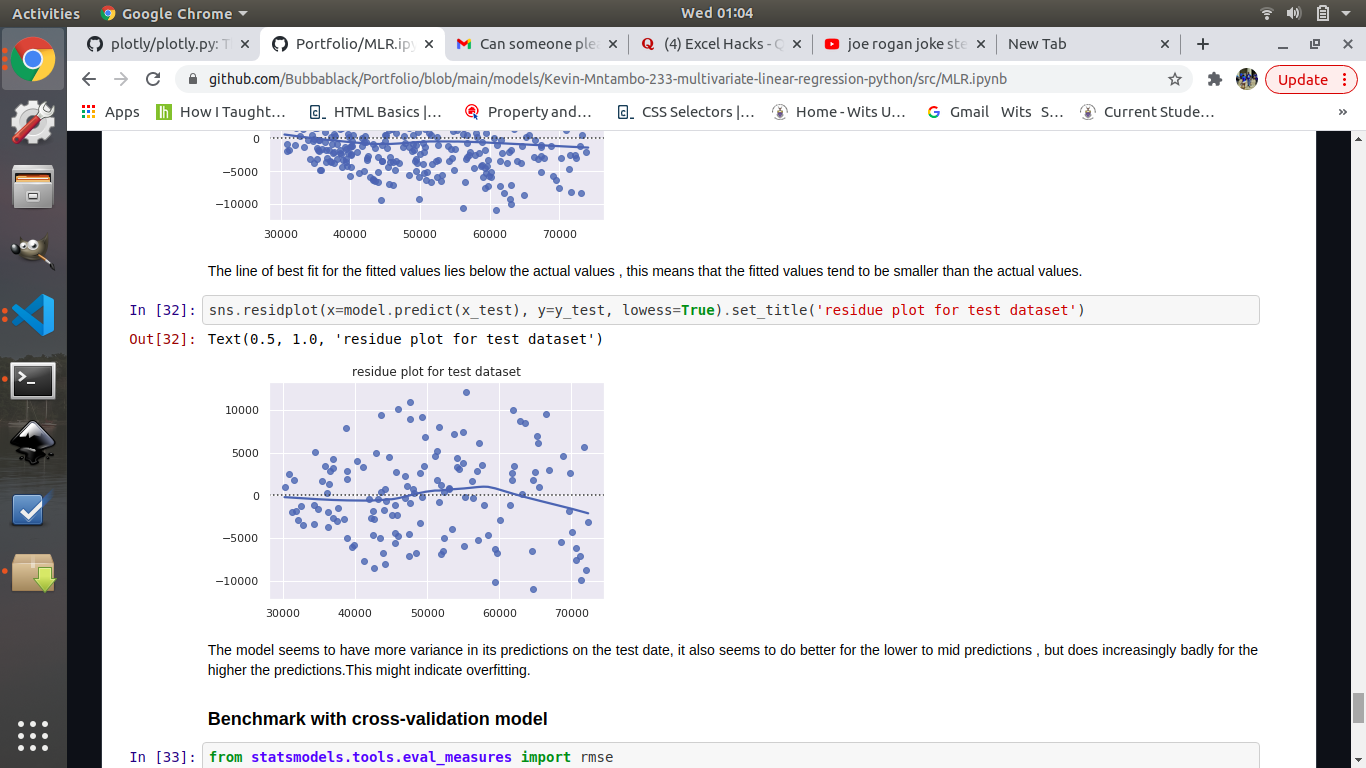 Activities
Google Chrome
Wed 01:04
plotly/plotly.py: T
Portfolio/MLR.ipy
Can someone ple
(4) Excel Hacks - Q
joe rogan joke ste
New Tab
github.com/Bubbablack/Portfolio/blob/main/models/Kevin-Mntambo-233-multivariate-linear-regression-python/src/MLR.ipynb
Update
Apps
How I Taught…
HTML Basics |…
Property and…
CSS Selectors |…
Home - Wits U…
Gmail
Wits S…
Current Stude…
»
0
−5000
−10000
30000 40000 50000 60000 70000
The line of best fit for the fitted values lies below the actual values , this means that the fitted values tend to be smaller than the actual values.
In [32]: sns.residplot(x=model.predict(x_test), y=y_test, lowess=True).set_title('residue plot for test dataset')
Out[32]: Text(0.5, 1.0, 'residue plot for test dataset')
residue plot for test dataset
10000
5000
0
−5000
−10000
30000 40000 50000 60000 70000
The model seems to have more variance in its predictions on the test date, it also seems to do better for the lower to mid predictions , but does increasingly badly for the
higher the predictions.This might indicate overfitting.
Benchmark with cross-validation model
In [33]: from statsmodels.tools.eval_measures import rmse